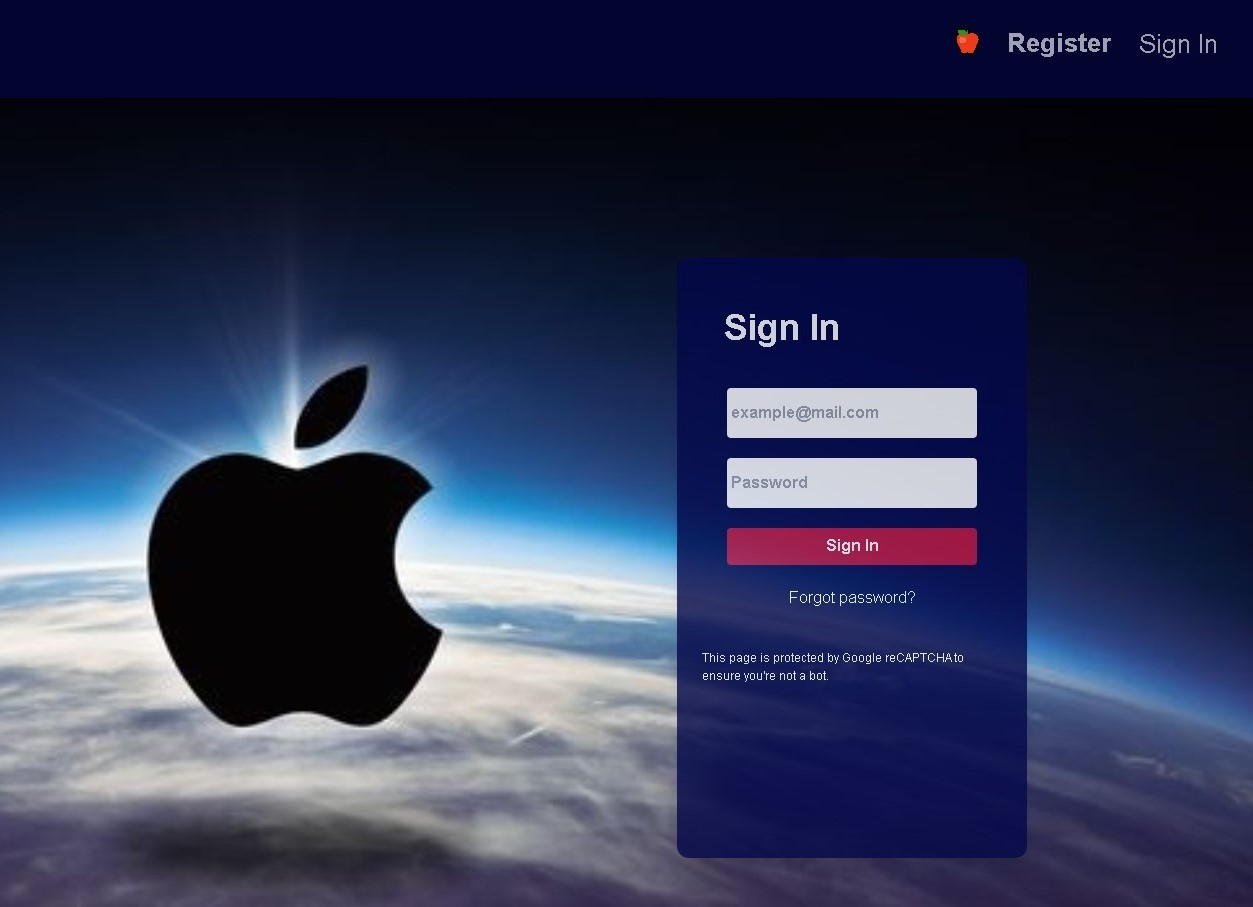 Register Sign In
Sign In
example@mail.com
Password
Sign In
Forgot password?
This page is protected by Google reCAPTCHA to
ensure you're not a bot.